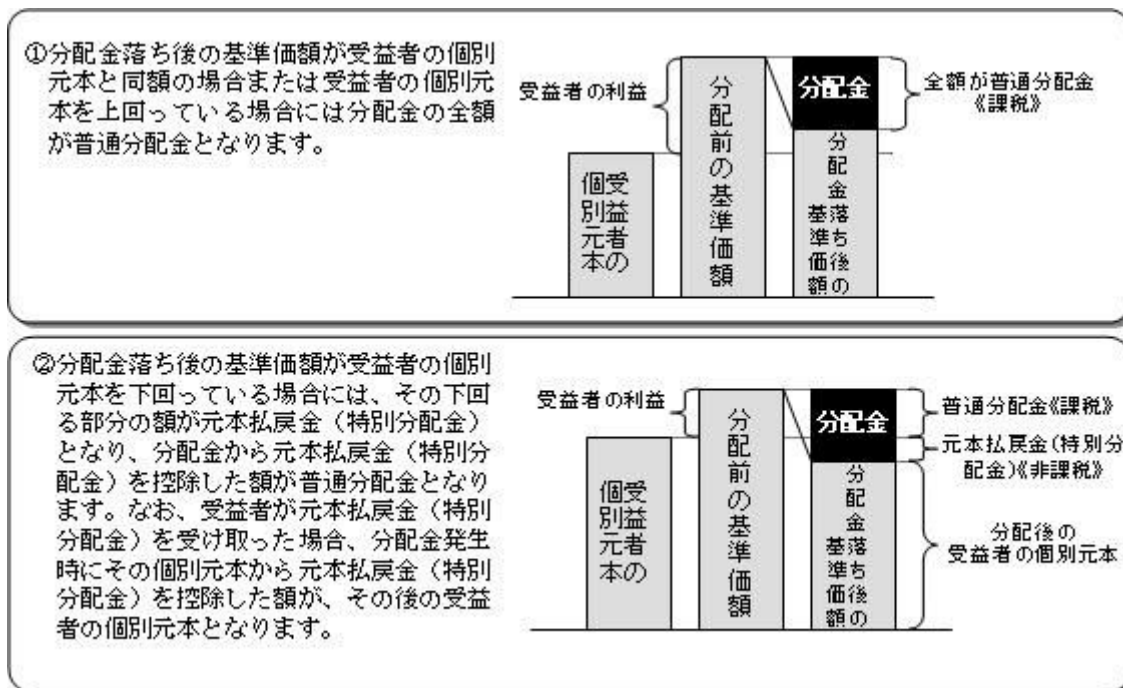 ①分配金落ち後の基準価額が受益者の個別
元本と同額の場合または受益者の個別元
本を上回っている場合には分配金の全額
が普通分配金となります。
受益者の利益
受益者の
個別元本
分配前の基準価額
分配金
分配金落ち後の
基準価額
全額が普通分配金
《課税》
②分配金落ち後の基準価額が受益者の個別
元本を下回っている場合には、その下回
る部分の額が元本払戻金（特別分配金）
となり、分配金から元本払戻金（特別分
配金）を控除した額が普通分配金となり
ます。なお、受益者が元本払戻金（特別
分配金）を受け取った場合、分配金発生
時にその個別元本から元本払戻金（特別
分配金）を控除した額が、その後の受益
者の個別元本となります。
受益者の利益
受益者の
個別元本
分配前の基準価額
分配金
分配金落ち後の
基準価額
普通分配金《課税》
元本払戻金(特別分
配金)《非課税》
分配後の
受益者の個別元本